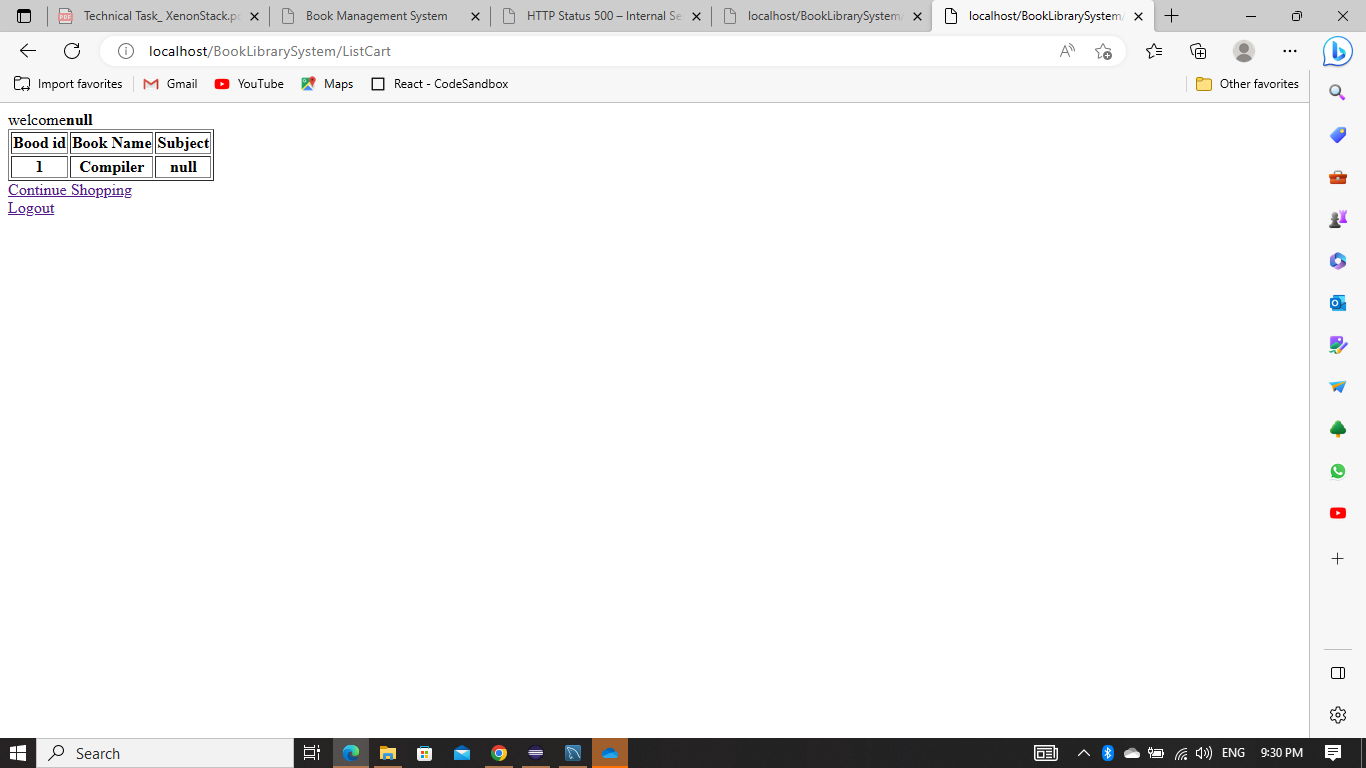 Technical Task_ XenonStack.pd
Book Management System
HTTP Status 500 – Internal Se
localhost/BookLibrarySystem/
localhost/BookLibrarySystem/
localhost/BookLibrarySystem/ListCart
Import favorites
Gmail
YouTube
Maps
React - CodeSandbox
Other favorites
welcomenull
Bood id Book Name Subject
1 Compiler null
Continue Shopping
Logout
Search
ENG
9:30 PM